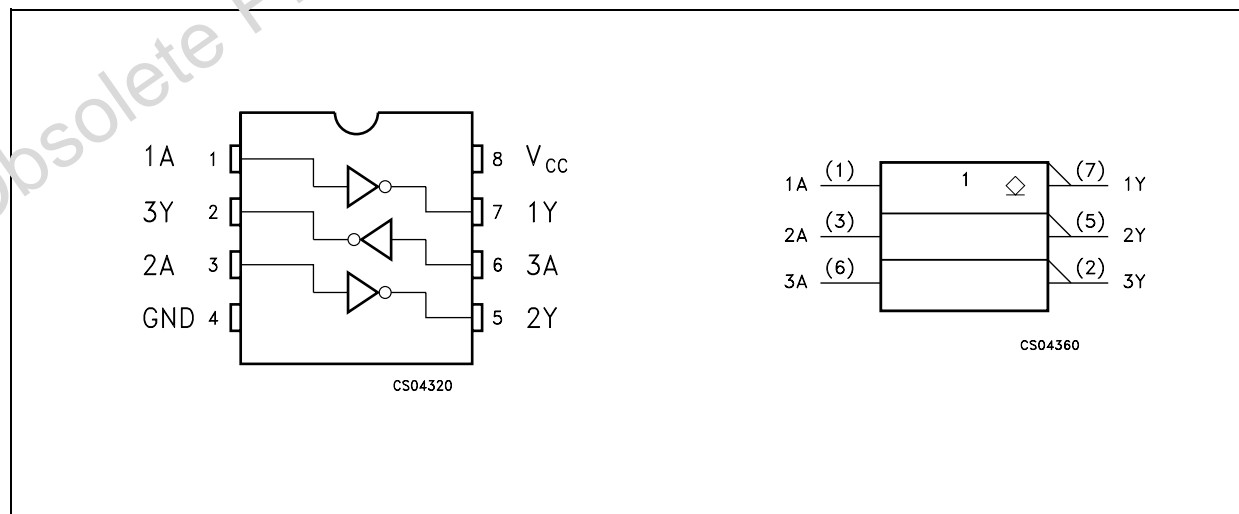 Obsolete P
1A 1 8 VCC
3Y 2 7 1Y
2A 3 6 3A
GND 4 5 2Y
CS04320
1A (1) 1 (7) 1Y
2A (3) (5) 2Y
3A (6) (2) 3Y
CS04360